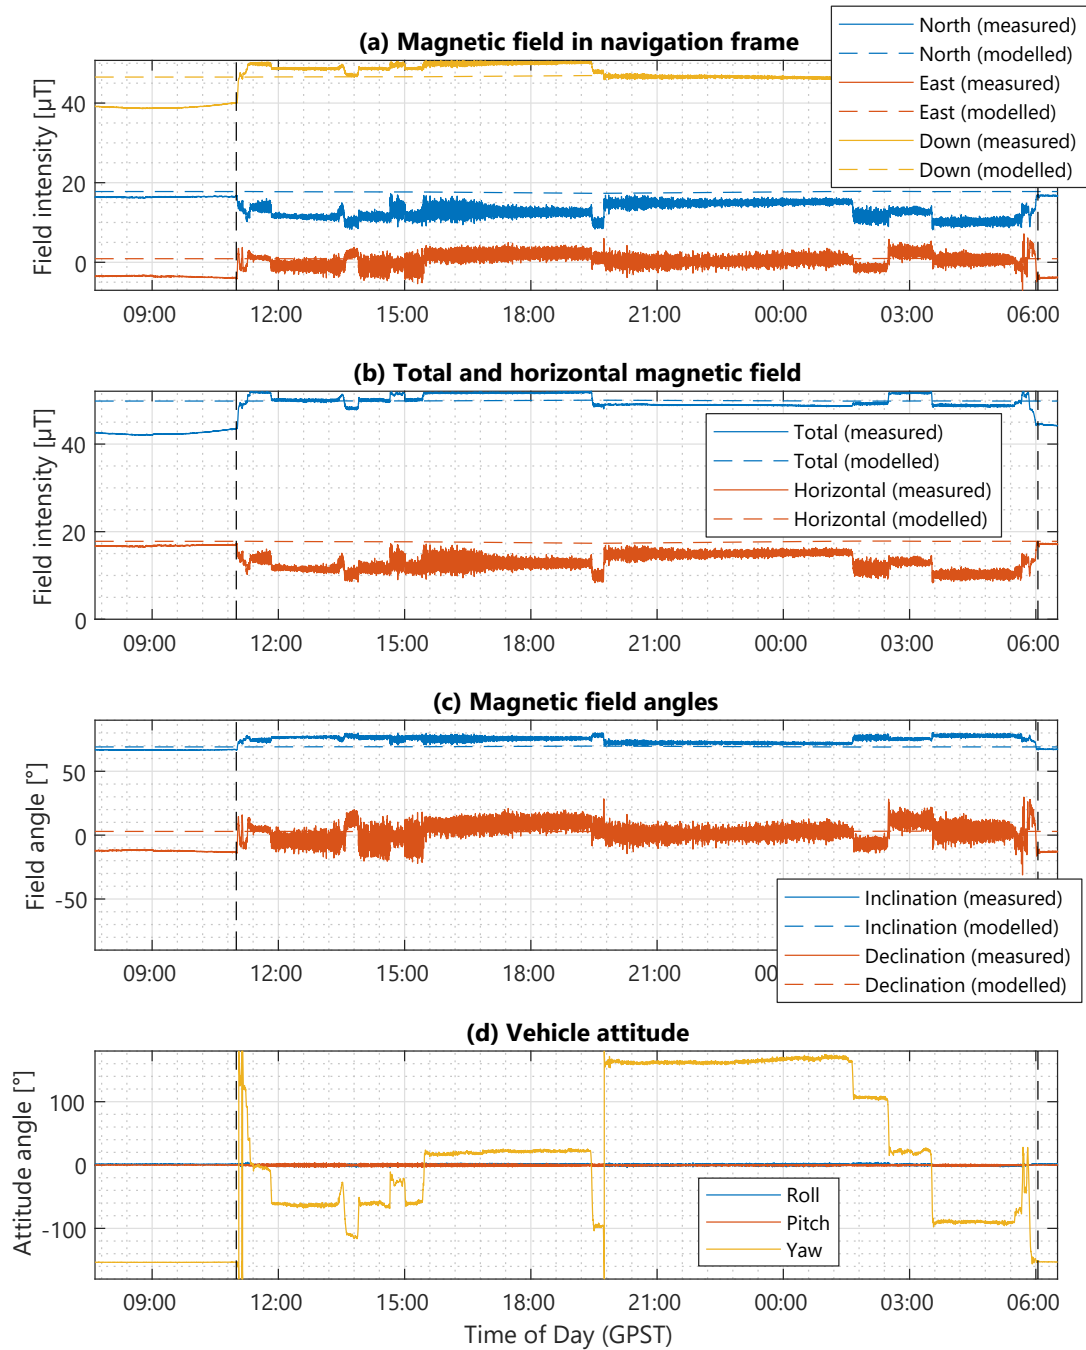 (a) Magnetic field in navigation frame
North (measured)
North (modelled)
East (measured)
East (modelled)
Down (measured)
Down (modelled)
Field intensity [µT]
40
20
0
09:00 12:00 15:00 18:00 21:00 00:00 03:00 06:00
(b) Total and horizontal magnetic field
Total (measured)
Total (modelled)
Horizontal (measured)
Horizontal (modelled)
Field intensity [µT]
40
20
0
09:00 12:00 15:00 18:00 21:00 00:00 03:00 06:00
(c) Magnetic field angles
Field angle [°]
50
0
-50
Inclination (measured)
Inclination (modelled)
Declination (measured)
Declination (modelled)
09:00 12:00 15:00 18:00 21:00
(d) Vehicle attitude
Attitude angle [°]
100
0
-100
Roll
Pitch
Yaw
09:00 12:00 15:00 18:00 21:00 00:00 03:00 06:00
Time of Day (GPST)